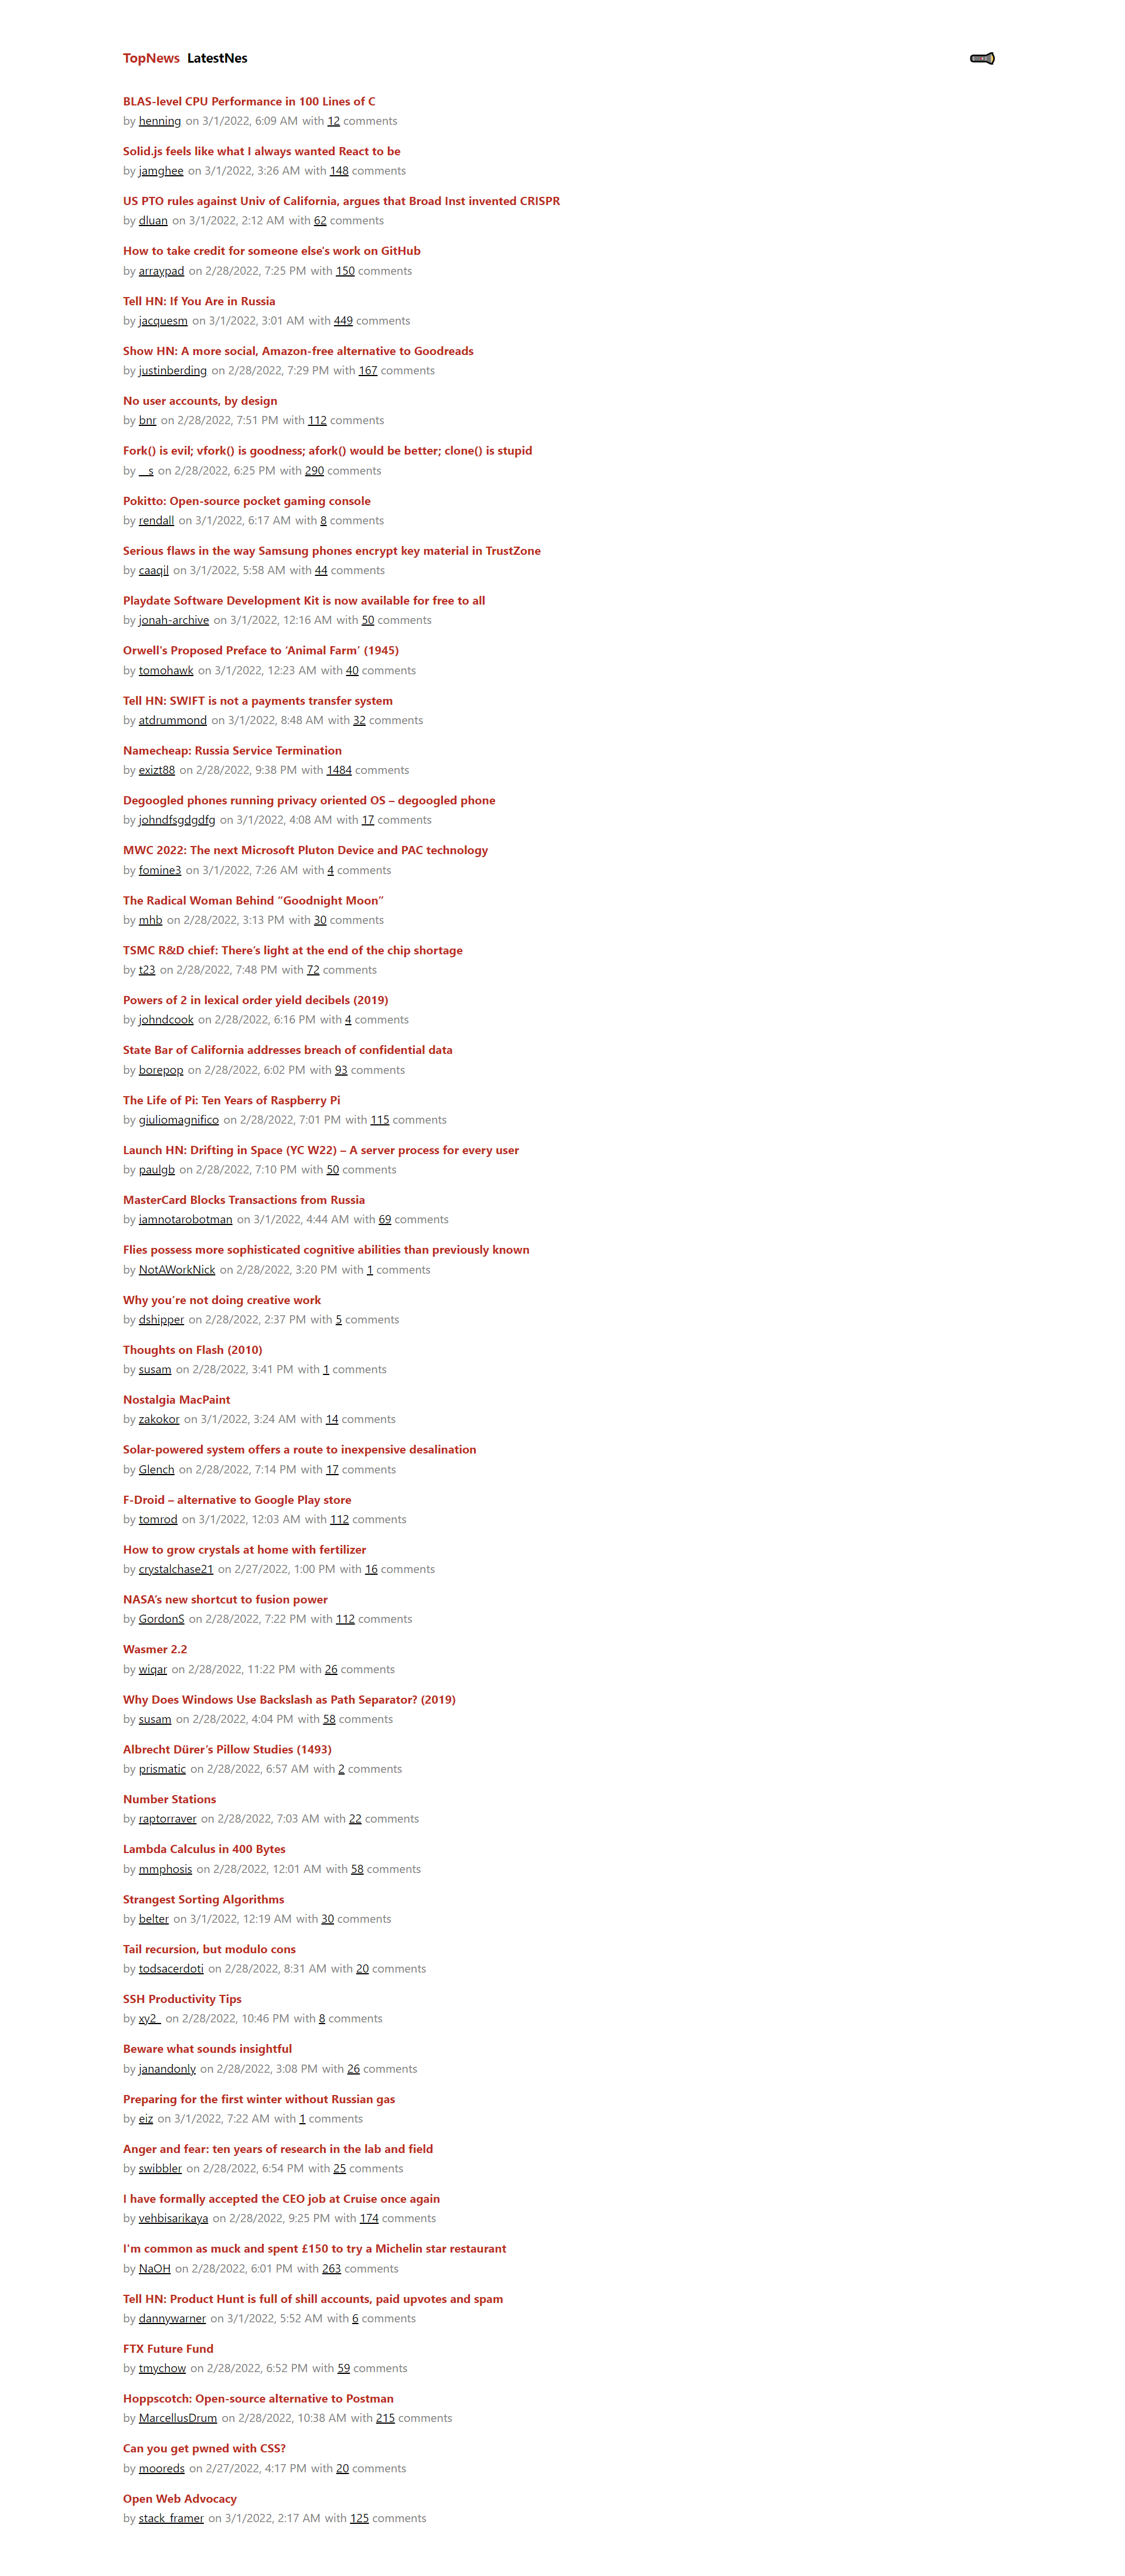 TopNews LatestNes
BLAS-level CPU Performance in 100 Lines of C
by henning on 3/1/2022, 6:09 AM with 12 comments
Solid.js feels like what I always wanted React to be
by jamghee on 3/1/2022, 3:26 AM with 148 comments
US PTO rules against Univ of California, argues that Broad Inst invented CRISPR
by dluan on 3/1/2022, 2:12 AM with 62 comments
How to take credit for someone else's work on GitHub
by arraypad on 2/28/2022, 7:25 PM with 150 comments
Tell HN: If You Are in Russia
by jacquesm on 3/1/2022, 3:01 AM with 449 comments
Show HN: A more social, Amazon-free alternative to Goodreads
by justinberding on 2/28/2022, 7:29 PM with 167 comments
No user accounts, by design
by bnr on 2/28/2022, 7:51 PM with 112 comments
Fork() is evil; vfork() is goodness; afork() would be better; clone() is stupid
by __s on 2/28/2022, 6:25 PM with 290 comments
Pokitto: Open-source pocket gaming console
by rendall on 3/1/2022, 6:17 AM with 8 comments
Serious flaws in the way Samsung phones encrypt key material in TrustZone
by caaqil on 3/1/2022, 5:58 AM with 44 comments
Playdate Software Development Kit is now available for free to all
by jonah-archive on 3/1/2022, 12:16 AM with 50 comments
Orwell's Proposed Preface to ‘Animal Farm’ (1945)
by tomohawk on 3/1/2022, 12:23 AM with 40 comments
Tell HN: SWIFT is not a payments transfer system
by atdrummond on 3/1/2022, 8:48 AM with 32 comments
Namecheap: Russia Service Termination
by exizt88 on 2/28/2022, 9:38 PM with 1484 comments
Degoogled phones running privacy oriented OS – degoogled phone
by johndfsgdgdfg on 3/1/2022, 4:08 AM with 17 comments
MWC 2022: The next Microsoft Pluton Device and PAC technology
by fomine3 on 3/1/2022, 7:26 AM with 4 comments
The Radical Woman Behind “Goodnight Moon”
by mhb on 2/28/2022, 3:13 PM with 30 comments
TSMC R&D chief: There’s light at the end of the chip shortage
by t23 on 2/28/2022, 7:48 PM with 72 comments
Powers of 2 in lexical order yield decibels (2019)
by johndcook on 2/28/2022, 6:16 PM with 4 comments
State Bar of California addresses breach of confidential data
by borepop on 2/28/2022, 6:02 PM with 93 comments
The Life of Pi: Ten Years of Raspberry Pi
by giuliomagnifico on 2/28/2022, 7:01 PM with 115 comments
Launch HN: Drifting in Space (YC W22) – A server process for every user
by paulgb on 2/28/2022, 7:10 PM with 50 comments
MasterCard Blocks Transactions from Russia
by iamnotarobotman on 3/1/2022, 4:44 AM with 69 comments
Flies possess more sophisticated cognitive abilities than previously known
by NotAWorkNick on 2/28/2022, 3:20 PM with 1 comments
Why you’re not doing creative work
by dshipper on 2/28/2022, 2:37 PM with 5 comments
Thoughts on Flash (2010)
by susam on 2/28/2022, 3:41 PM with 1 comments
Nostalgia MacPaint
by zakokor on 3/1/2022, 3:24 AM with 14 comments
Solar-powered system offers a route to inexpensive desalination
by Glench on 2/28/2022, 7:14 PM with 17 comments
F-Droid – alternative to Google Play store
by tomrod on 3/1/2022, 12:03 AM with 112 comments
How to grow crystals at home with fertilizer
by crystalchase21 on 2/27/2022, 1:00 PM with 16 comments
NASA’s new shortcut to fusion power
by GordonS on 2/28/2022, 7:22 PM with 112 comments
Wasmer 2.2
by wiqar on 2/28/2022, 11:22 PM with 26 comments
Why Does Windows Use Backslash as Path Separator? (2019)
by susam on 2/28/2022, 4:04 PM with 58 comments
Albrecht Dürer’s Pillow Studies (1493)
by prismatic on 2/28/2022, 6:57 AM with 2 comments
Number Stations
by raptorraver on 2/28/2022, 7:03 AM with 22 comments
Lambda Calculus in 400 Bytes
by mmphosis on 2/28/2022, 12:01 AM with 58 comments
Strangest Sorting Algorithms
by belter on 3/1/2022, 12:19 AM with 30 comments
Tail recursion, but modulo cons
by todsacerdoti on 2/28/2022, 8:31 AM with 20 comments
SSH Productivity Tips
by xy2_ on 2/28/2022, 10:46 PM with 8 comments
Beware what sounds insightful
by janandonly on 2/28/2022, 3:08 PM with 26 comments
Preparing for the first winter without Russian gas
by eiz on 3/1/2022, 7:22 AM with 1 comments
Anger and fear: ten years of research in the lab and field
by swibbler on 2/28/2022, 6:54 PM with 25 comments
I have formally accepted the CEO job at Cruise once again
by vehbisarikaya on 2/28/2022, 9:25 PM with 174 comments
I'm common as muck and spent £150 to try a Michelin star restaurant
by NaOH on 2/28/2022, 6:01 PM with 263 comments
Tell HN: Product Hunt is full of shill accounts, paid upvotes and spam
by dannywarner on 3/1/2022, 5:52 AM with 6 comments
FTX Future Fund
by tmychow on 2/28/2022, 6:52 PM with 59 comments
Hoppscotch: Open-source alternative to Postman
by MarcellusDrum on 2/28/2022, 10:38 AM with 215 comments
Can you get pwned with CSS?
by mooreds on 2/27/2022, 4:17 PM with 20 comments
Open Web Advocacy
by stack_framer on 3/1/2022, 2:17 AM with 125 comments